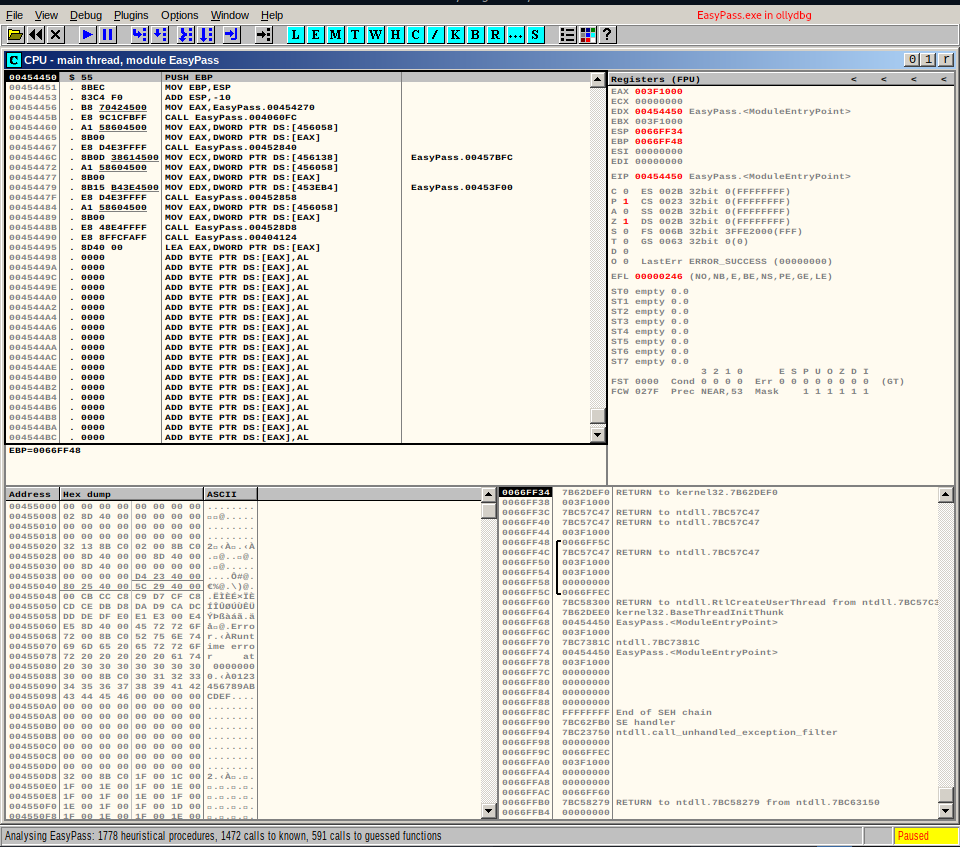 File View Debug Plugins Options Window Help
EasyPass.exe in ollydbg
L E M T W H C / K B R ... S
?
C CPU - main thread, module EasyPass
0 1 r
00454450 $ 55 PUSH EBP
00454451 . 8BEC MOV EBP,ESP
00454453 . 83C4 F0 ADD ESP,-10
00454456 . B8 70424500 MOV EAX,EasyPass.00454270
0045445B . E8 9C1CFBFF CALL EasyPass.004060FC
00454460 . A1 58604500 MOV EAX,DWORD PTR DS:[456058]
00454465 . 8B00 MOV EAX,DWORD PTR DS:[EAX]
00454467 . E8 D4E3FFFF CALL EasyPass.00452840
0045446C . 8B0D 38614500 MOV ECX,DWORD PTR DS:[456138] EasyPass.00457BFC
00454472 . A1 58604500 MOV EAX,DWORD PTR DS:[456058]
00454477 . 8B00 MOV EAX,DWORD PTR DS:[EAX]
00454479 . 8B15 B43E4500 MOV EDX,DWORD PTR DS:[453EB4] EasyPass.00453F00
0045447F . E8 D4E3FFFF CALL EasyPass.00452858
00454484 . A1 58604500 MOV EAX,DWORD PTR DS:[456058]
00454489 . 8B00 MOV EAX,DWORD PTR DS:[EAX]
0045448B . E8 48E4FFFF CALL EasyPass.004528D8
00454490 . E8 8FFCFAFF CALL EasyPass.00404124
00454495 . 8D40 00 LEA EAX,DWORD PTR DS:[EAX]
00454498 . 0000 ADD BYTE PTR DS:[EAX],AL
0045449A . 0000 ADD BYTE PTR DS:[EAX],AL
0045449C . 0000 ADD BYTE PTR DS:[EAX],AL
0045449E . 0000 ADD BYTE PTR DS:[EAX],AL
004544A0 . 0000 ADD BYTE PTR DS:[EAX],AL
004544A2 . 0000 ADD BYTE PTR DS:[EAX],AL
004544A4 . 0000 ADD BYTE PTR DS:[EAX],AL
004544A6 . 0000 ADD BYTE PTR DS:[EAX],AL
004544A8 . 0000 ADD BYTE PTR DS:[EAX],AL
004544AA . 0000 ADD BYTE PTR DS:[EAX],AL
004544AC . 0000 ADD BYTE PTR DS:[EAX],AL
004544AE . 0000 ADD BYTE PTR DS:[EAX],AL
004544B0 . 0000 ADD BYTE PTR DS:[EAX],AL
004544B2 . 0000 ADD BYTE PTR DS:[EAX],AL
004544B4 . 0000 ADD BYTE PTR DS:[EAX],AL
004544B6 . 0000 ADD BYTE PTR DS:[EAX],AL
004544B8 . 0000 ADD BYTE PTR DS:[EAX],AL
004544BA . 0000 ADD BYTE PTR DS:[EAX],AL
004544BC . 0000 ADD BYTE PTR DS:[EAX],AL
EBP=0066FF48
Registers (FPU) < < < <
EAX 003F1000
ECX 00000000
EDX 00454450 EasyPass.<ModuleEntryPoint>
EBX 003F1000
ESP 0066FF34
EBP 0066FF48
ESI 00000000
EDI 00000000
EIP 00454450 EasyPass.<ModuleEntryPoint>
C 0 ES 002B 32bit 0(FFFFFFFF)
P 1 CS 0023 32bit 0(FFFFFFFF)
A 0 SS 002B 32bit 0(FFFFFFFF)
Z 1 DS 002B 32bit 0(FFFFFFFF)
S 0 FS 006B 32bit 3FFE2000(FFF)
T 0 GS 0063 32bit 0(0)
D 0
O 0 LastErr ERROR_SUCCESS (00000000)
EFL 00000246 (NO,NB,E,BE,NS,PE,GE,LE)
ST0 empty 0.0
ST1 empty 0.0
ST2 empty 0.0
ST3 empty 0.0
ST4 empty 0.0
ST5 empty 0.0
ST6 empty 0.0
ST7 empty 0.0
3 2 1 0 E S P U O Z D I
FST 0000 Cond 0 0 0 0 Err 0 0 0 0 0 0 0 0 (GT)
FCW 027F Prec NEAR,53 Mask 1 1 1 1 1 1
Address Hex dump ASCII
00455000 00 00 00 00 00 00 00 00 ........
00455008 02 8D 40 00 00 00 00 00 ▫▫@.....
00455010 00 00 00 00 00 00 00 00 ........
00455018 00 00 00 00 00 00 00 00 ........
00455020 32 13 8B C0 02 00 8B C0 2▫‹À▫.‹À
00455028 00 8D 40 00 00 8D 40 00 .▫@..▫@.
00455030 00 8D 40 00 00 00 00 00 .▫@.....
00455038 00 00 00 00 D4 23 40 00 ....Ô#@.
00455040 80 25 40 00 5C 29 40 00 €%@.\)@.
00455048 00 CB CC C8 C9 D7 CF C8 .ËÌÈÉ×ÏÈ
00455050 CD CE DB D8 DA D9 CA DC ÍÎÛØÚÙÊÜ
00455058 DD DE DF E0 E1 E3 00 E4 ÝÞßàáã.ä
00455060 E5 8D 40 00 45 72 72 6F å▫@.Erro
00455068 72 00 8B C0 52 75 6E 74 r.‹ÀRunt
00455070 69 6D 65 20 65 72 72 6F ime erro
00455078 72 20 20 20 20 20 61 74 r at
00455080 20 30 30 30 30 30 30 30 0000000
00455088 30 00 8B C0 30 31 32 33 0.‹À0123
00455090 34 35 36 37 38 39 41 42 456789AB
00455098 43 44 45 46 00 00 00 00 CDEF....
004550A0 00 00 00 00 00 00 00 00 ........
004550A8 00 00 00 00 00 00 00 00 ........
004550B0 00 00 00 00 00 00 00 00 ........
004550B8 00 00 00 00 00 00 00 00 ........
004550C0 00 00 00 00 00 00 00 00 ........
004550C8 00 00 00 00 00 00 00 00 ........
004550D0 00 00 00 00 00 00 00 00 ........
004550D8 32 00 8B C0 1F 00 1C 00 2.‹À▫.▫.
004550E0 1F 00 1E 00 1F 00 1E 00 ▫.▫.▫.▫.
004550E8 1F 00 1F 00 1E 00 1F 00 ▫.▫.▫.▫.
004550F0 1E 00 1F 00 1F 00 1D 00 ▫.▫.▫.▫.
004550F8 1F 00 1E 00 1F 00 1E 00 ▫.▫.▫.▫.
0066FF34 7B62DEF0 RETURN to kernel32.7B62DEF0
0066FF38 003F1000
0066FF3C 7BC57C47 RETURN to ntdll.7BC57C47
0066FF40 7BC57C47 RETURN to ntdll.7BC57C47
0066FF44 003F1000
0066FF48 0066FF5C
0066FF4C 7BC57C47 RETURN to ntdll.7BC57C47
0066FF50 003F1000
0066FF54 003F1000
0066FF58 00000000
0066FF5C 0066FFEC
0066FF60 7BC58300 RETURN to ntdll.RtlCreateUserThread from ntdll.7BC57C3
0066FF64 7B62DEE0 kernel32.BaseThreadInitThunk
0066FF68 00454450 EasyPass.<ModuleEntryPoint>
0066FF6C 003F1000
0066FF70 7BC7381C ntdll.7BC7381C
0066FF74 00454450 EasyPass.<ModuleEntryPoint>
0066FF78 003F1000
0066FF7C 00000000
0066FF80 00000000
0066FF84 00000000
0066FF88 00000000
0066FF8C FFFFFFFF End of SEH chain
0066FF90 7BC62FB0 SE handler
0066FF94 7BC23750 ntdll.call_unhandled_exception_filter
0066FF98 00000000
0066FF9C 0066FFEC
0066FFA0 003F1000
0066FFA4 00000000
0066FFA8 00000000
0066FFAC 0066FF60
0066FFB0 7BC58279 RETURN to ntdll.7BC58279 from ntdll.7BC63150
0066FFB4 00000000
Analysing EasyPass: 1778 heuristical procedures, 1472 calls to known, 591 calls to guessed functions
Paused